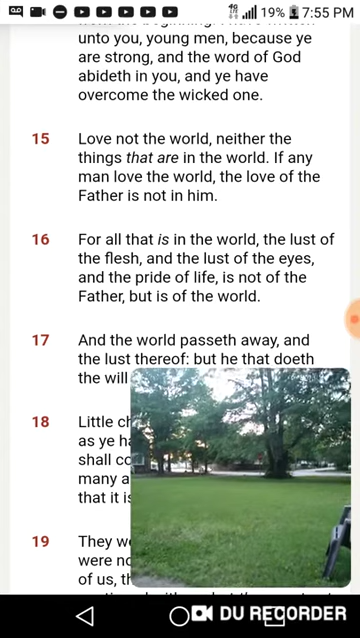 19% 7:55 PM
unto you, young men, because ye
are strong, and the word of God
abideth in you, and ye have
overcome the wicked one.
15 Love not the world, neither the
things that are in the world. If any
man love the world, the love of the
Father is not in him.
16 For all that is in the world, the lust of
the flesh, and the lust of the eyes,
and the pride of life, is not of the
Father, but is of the world.
17 And the world passeth away, and
the lust thereof: but he that doeth
the will
18 Little
as ye
shall
many a
that it is
19 They
were
of us,
DU RECORDER